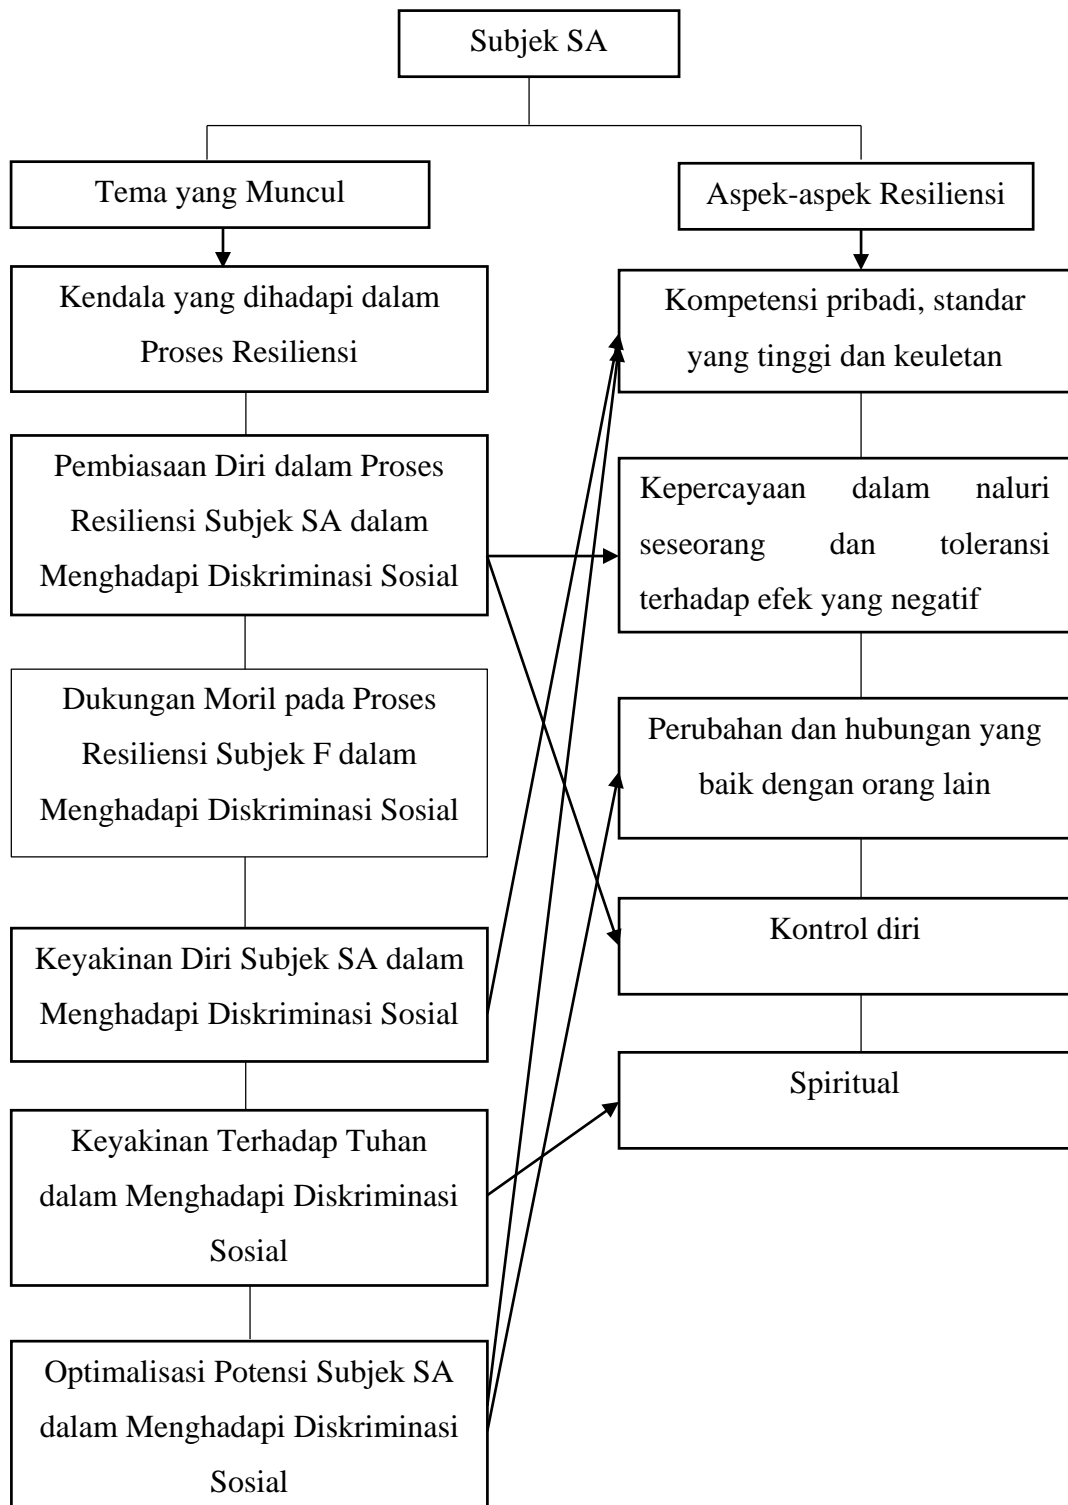 Subjek SA
Tema yang Muncul
Aspek-aspek Resiliensi
Kendala yang dihadapi dalam
Proses Resiliensi
Pembiasaan Diri dalam Proses
Resiliensi Subjek SA dalam
Menghadapi Diskriminasi Sosial
Dukungan Moril pada Proses
Resiliensi Subjek F dalam
Menghadapi Diskriminasi Sosial
Keyakinan Diri Subjek SA dalam
Menghadapi Diskriminasi Sosial
Keyakinan Terhadap Tuhan
dalam Menghadapi Diskriminasi
Sosial
Optimalisasi Potensi Subjek SA
dalam Menghadapi Diskriminasi
Sosial
Kompetensi pribadi, standar
yang tinggi dan keuletan
Kepercayaan dalam naluri
seseorang dan toleransi
terhadap efek yang negatif
Perubahan dan hubungan yang
baik dengan orang lain
Kontrol diri
Spiritual